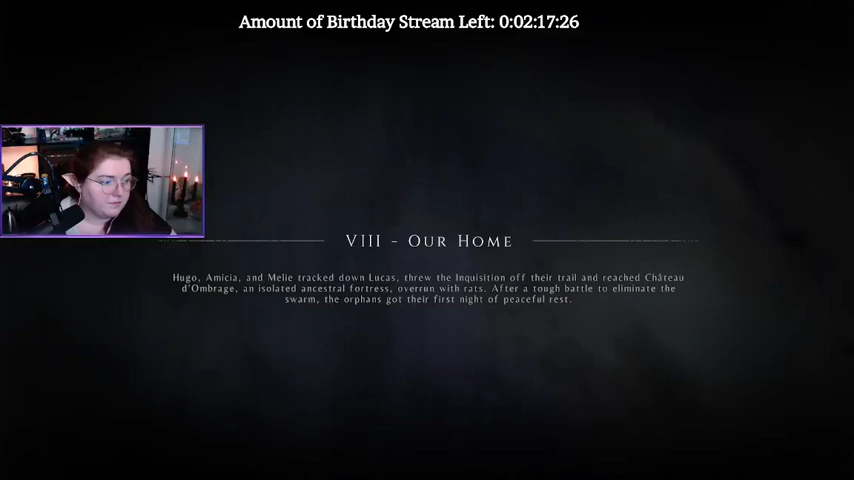 Amount of Birthday Stream Left: 0:02:17:26
VIII - Our Home
Hugo, Amicia, and Melie tracked down Lucas, threw the Inquisition off their trail and reached Château
d'Ombrage, an isolated ancestral fortress, overrun with rats. After a tough battle to eliminate the
swarm, the orphans got their first night of peaceful rest.